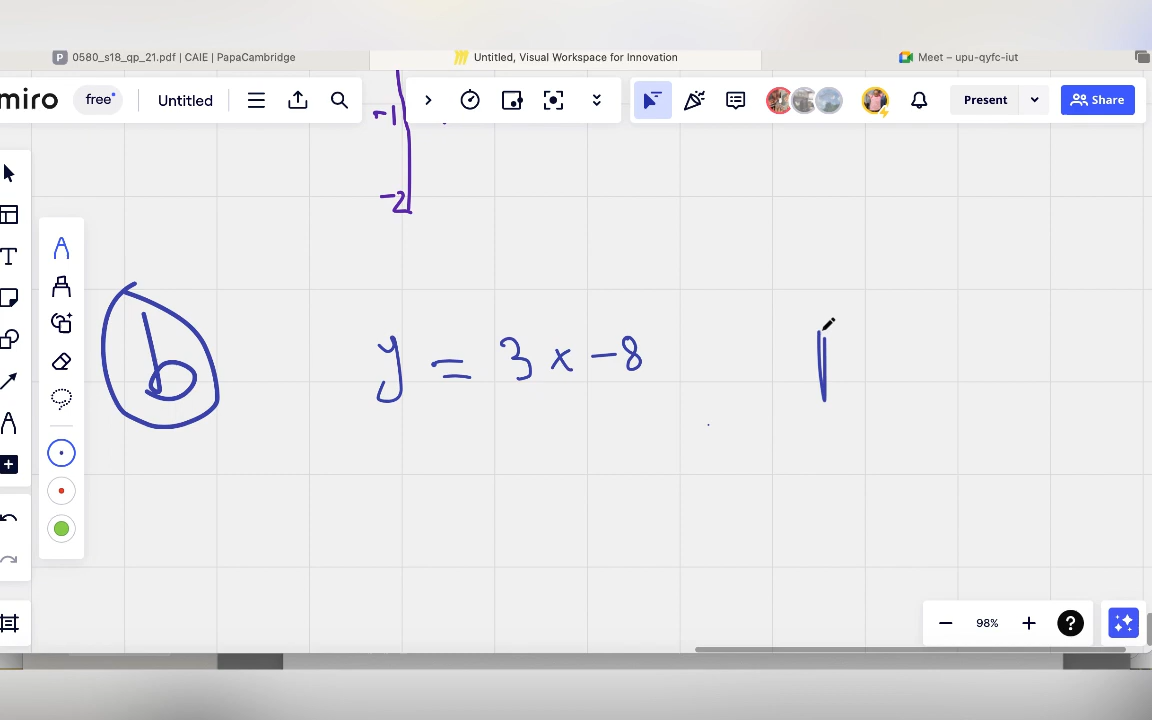 0580_s18_qp_21.pdf | CAIE | PapaCambridge
Untitled, Visual Workspace for Innovation
Meet – upu-qyfc-iut
miro
free
Untitled
Present
Share
-1
-2
b
y = 3x - 8
98%